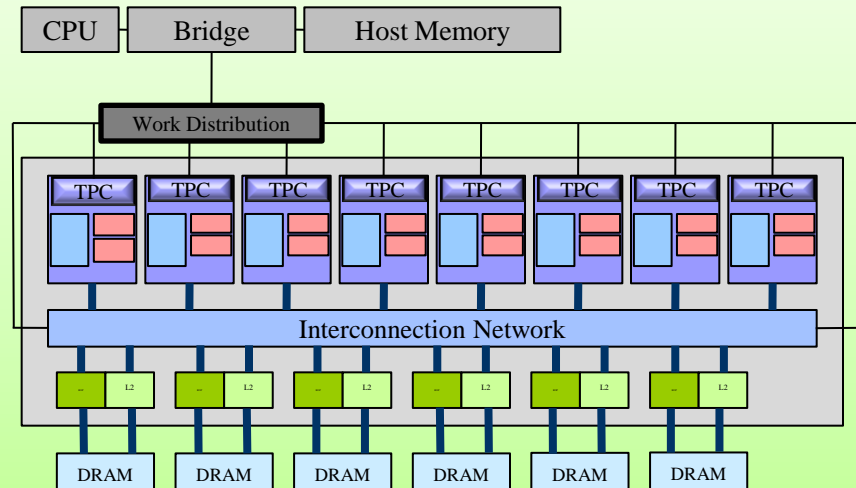 CPU
Bridge
Host Memory
Work Distribution
TPC TPC TPC TPC TPC TPC TPC TPC
Interconnection Network
L2 L2 L2 L2 L2 L2
DRAM DRAM DRAM DRAM DRAM DRAM